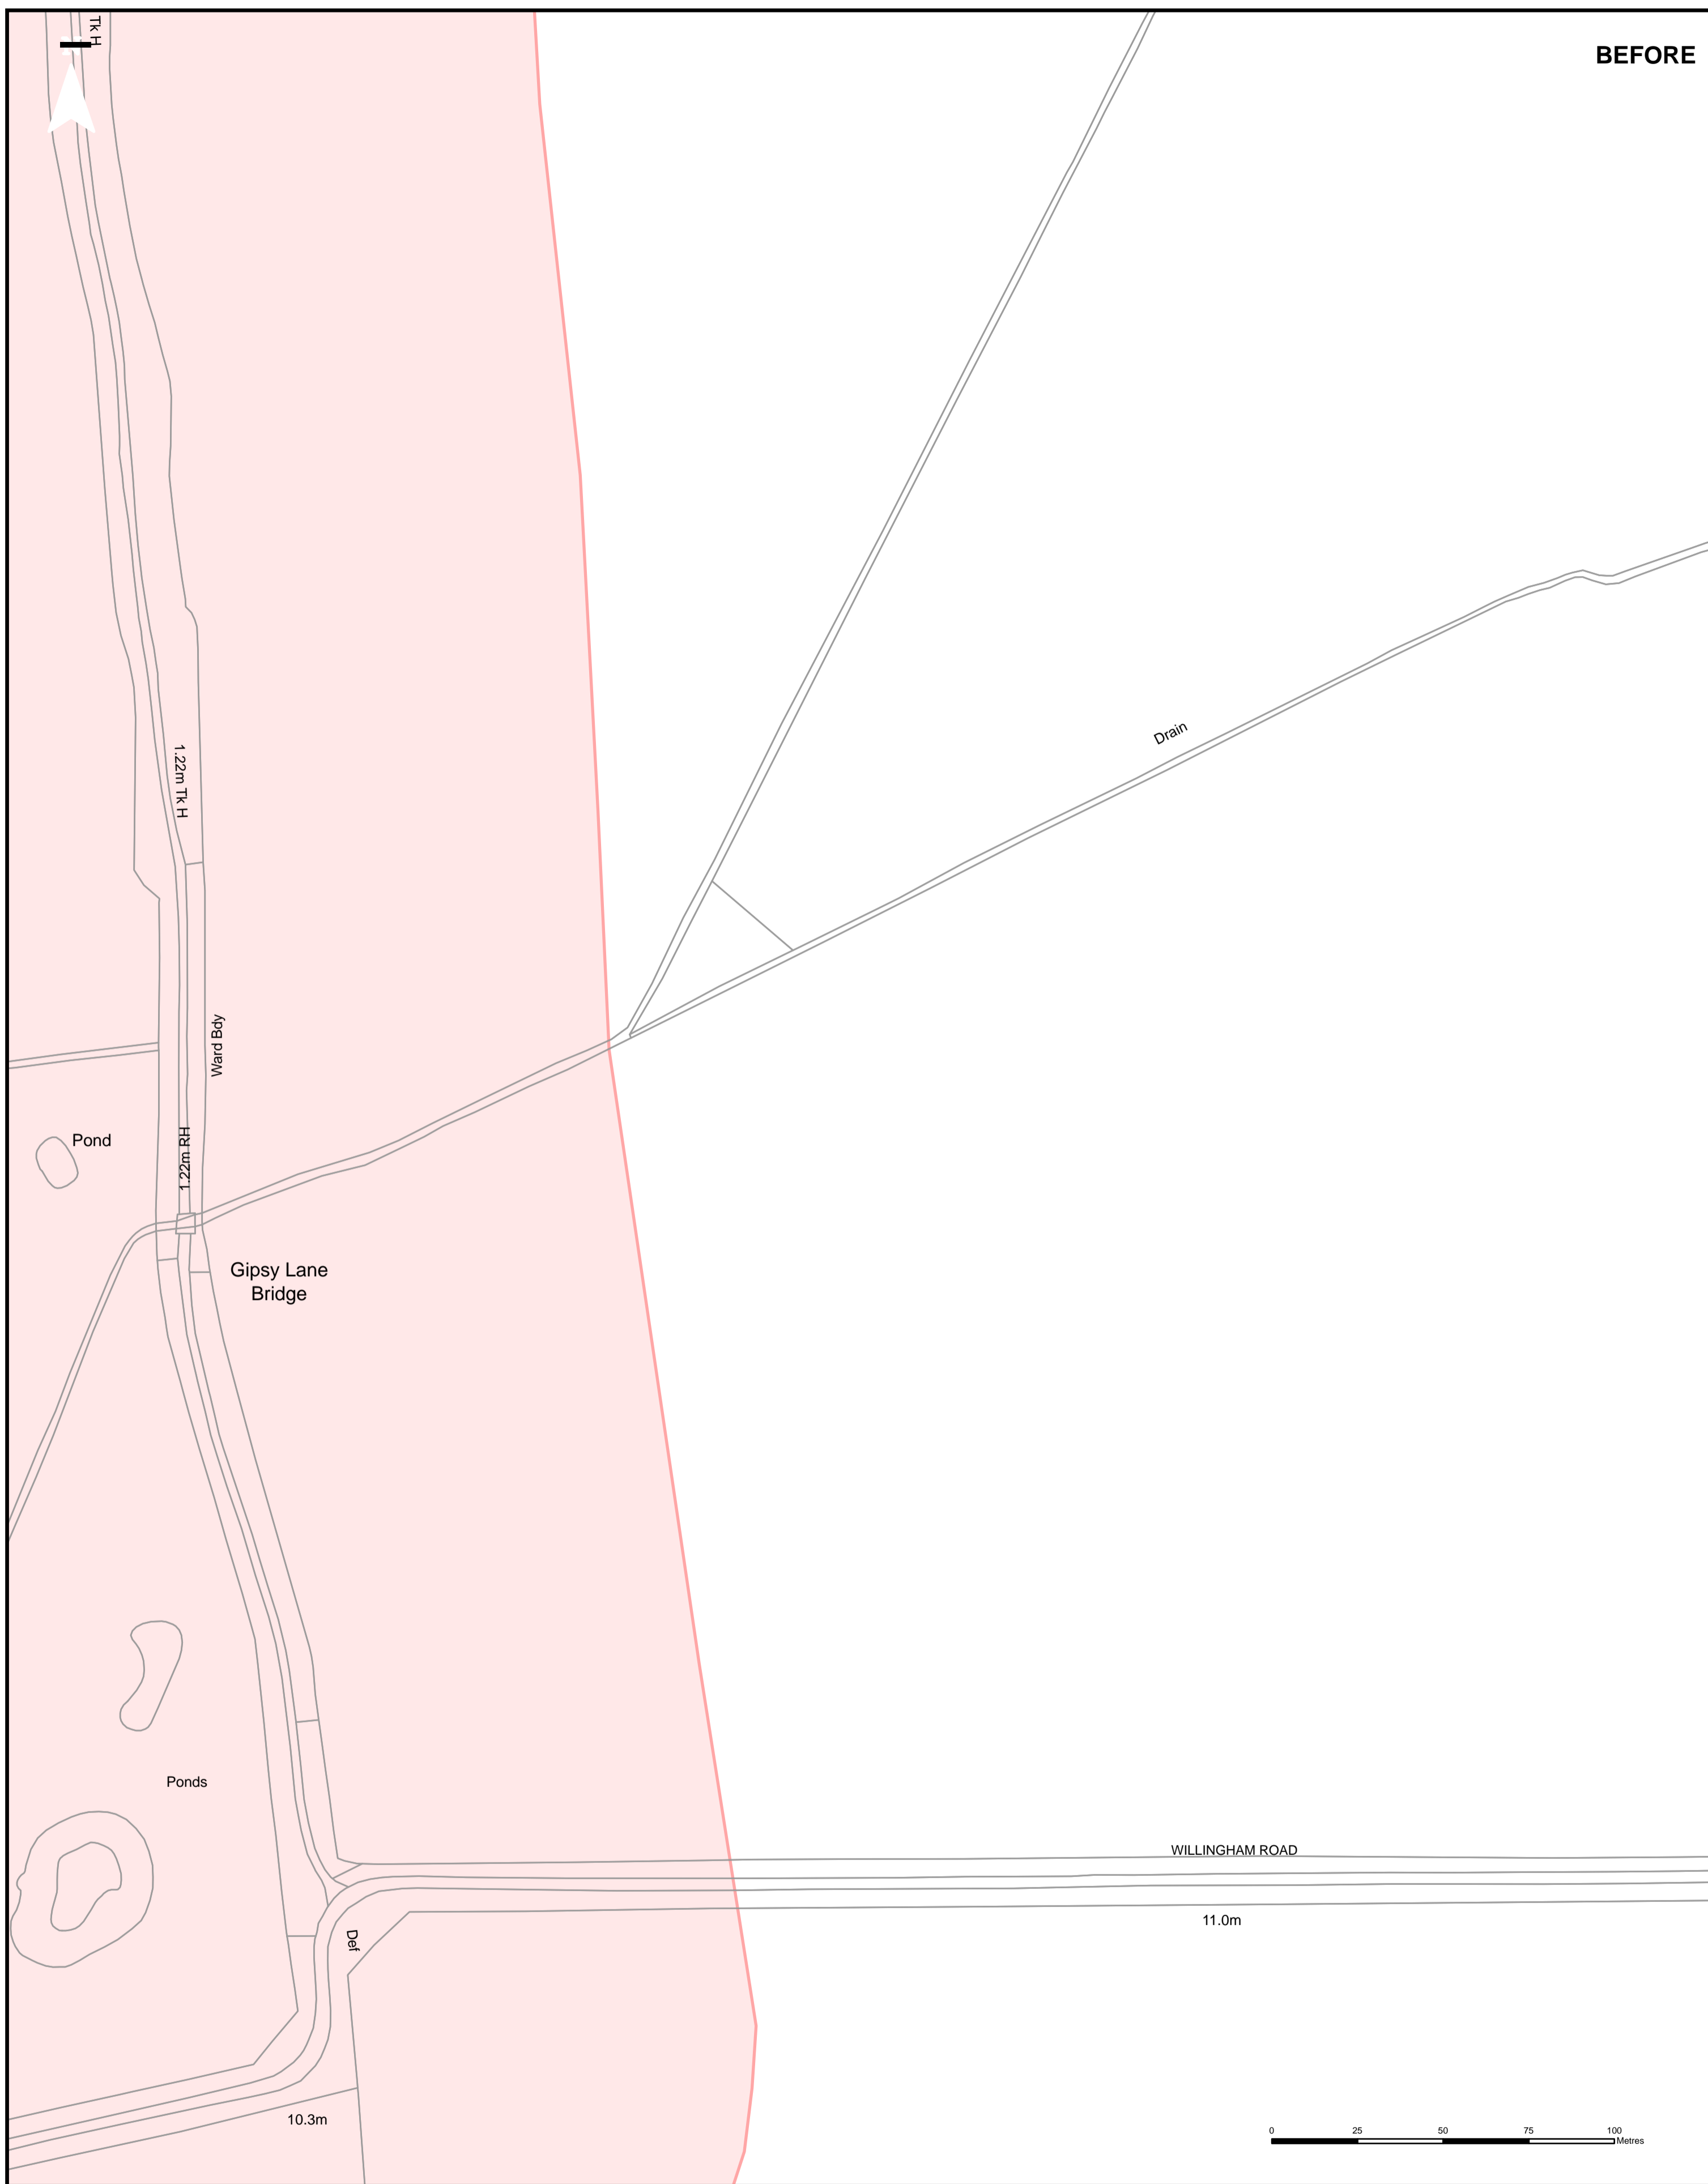 Tk H
BEFORE
Drain
1.22m Tk H
Ward Bdy
Pond
1.22m RH
Gipsy Lane
Bridge
Ponds
WILLINGHAM ROAD
11.0m
Def
10.3m
0 25 50 75 100
Metres